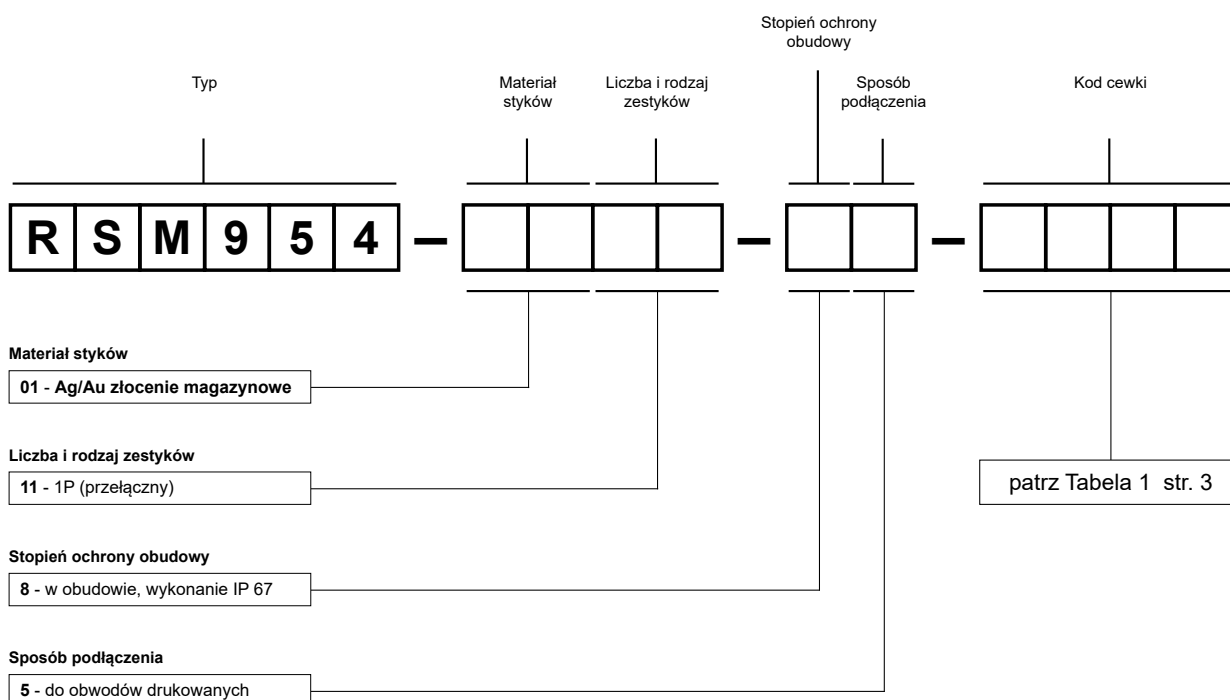 Stopień ochrony
obudowy
Typ
Materiał
styków
Liczba i rodzaj
zestyków
Sposób
podłączenia
Kod cewki
R S M 9 5 4 – –  –
Materiał styków
01 - Ag/Au złocenie magazynowe
Liczba i rodzaj zestyków
11 - 1P (przełączny)
patrz Tabela 1 str. 3
Stopień ochrony obudowy
8 - w obudowie, wykonanie IP 67
Sposób podłączenia
5 - do obwodów drukowanych